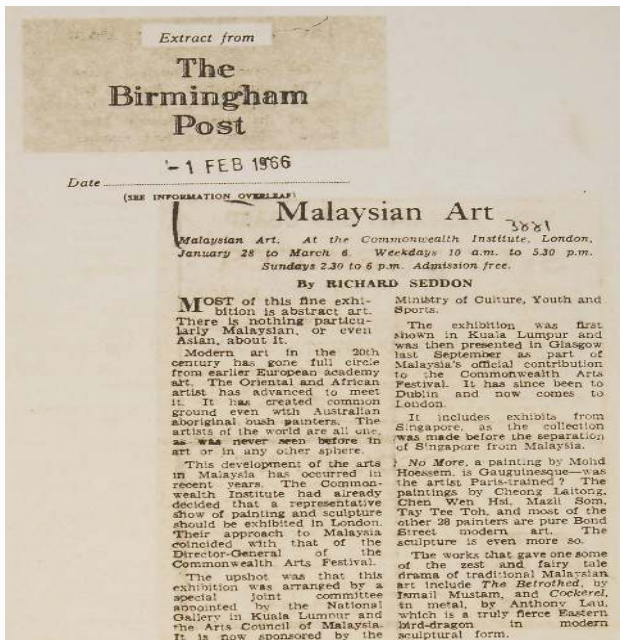 Extract from
The
Birmingham
Post
-1 FEB 1966
Date
(SEE INFORMATION OVERLEAF)
Malaysian Art
3881
Malaysian Art. At the Commonwealth Institute, London,
January 28 to March 6. Weekdays 10 a.m. to 5.30 p.m.
Sundays 2.30 to 6 p.m. Admission free.
By RICHARD SEDDON
MOST of this fine exhi-
bition is abstract art.
There is nothing particu-
larly Malaysian, or even
Asian, about it.
Modern art in the 20th
century has gone full circle
from earlier European academy
art. The Oriental and African
artist has advanced to meet
it. It has created common
ground even with Australian
aboriginal bush painters. The
artists of the world are all one,
as was never seen before in
art or in any other sphere.
This development of the arts
in Malaysia has occurred in
recent years. The Common-
wealth Institute had already
decided that a representative
show of painting and sculpture
should be exhibited in London.
Their approach to Malaysia
coincided with that of the
Director-General of the
Commonwealth Arts Festival.
The upshot was that this
exhibition was arranged by a
special joint committee
appointed by the National
Gallery in Kuala Lumpur and
the Arts Council of Malaysia.
It is now sponsored by the
Ministry of Culture, Youth and
Sports.
The exhibition was first
shown in Kuala Lumpur and
was then presented in Glasgow
last September as part of
Malaysia's official contribution
to the Commonwealth Arts
Festival. It has since been to
Dublin and now comes to
London.
It includes exhibits from
Singapore, as the collection
was made before the separation
of Singapore from Malaysia.
No More, a painting by Mohd
Hoessem, is Gauguinesque—was
the artist Paris-trained? The
paintings by Cheong Laitong,
Chen Wen Hsi, Mazli Som,
Tay Tee Toh, and most of the
other 28 painters are pure Bond
Street modern art. The
sculpture is even more so.
The works that gave one some
of the zest and fairy tale
drama of traditional Malaysian
art include The Betrothed, by
Ismail Mustam, and Cockerel,
in metal, by Anthony Lau,
which is a truly fierce Eastern
bird-dragon in modern
sculptural form.